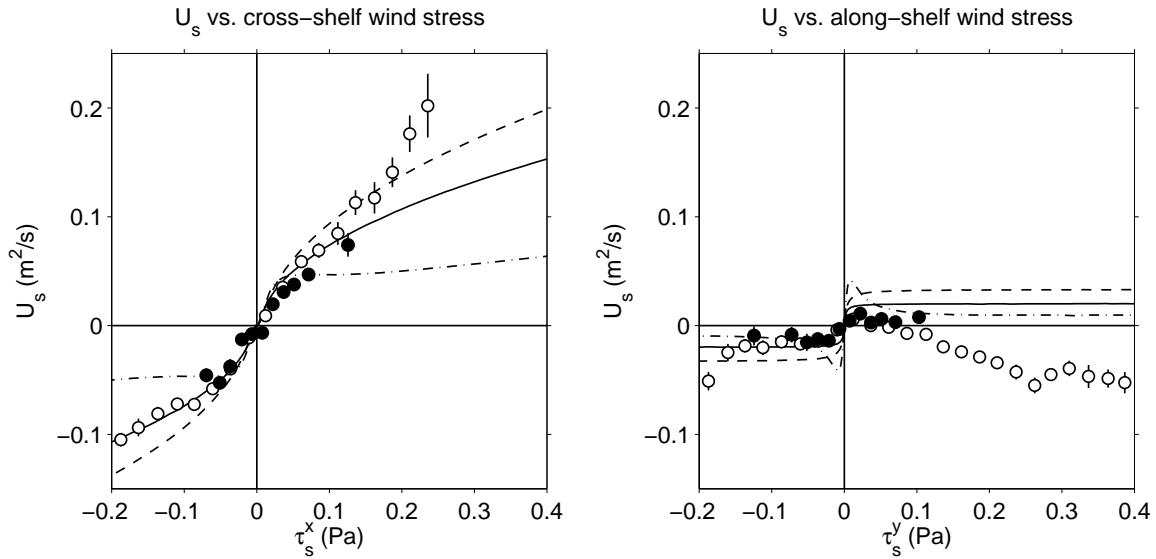 U_s vs. cross−shelf wind stress
0.2
0.1
0
−0.1
U_s (m^2/s)
−0.2 −0.1 0 0.1 0.2 0.3 0.4
τ_s^x (Pa)
U_s vs. along−shelf wind stress
0.2
0.1
0
−0.1
U_s (m^2/s)
−0.2 −0.1 0 0.1 0.2 0.3 0.4
τ_s^y (Pa)